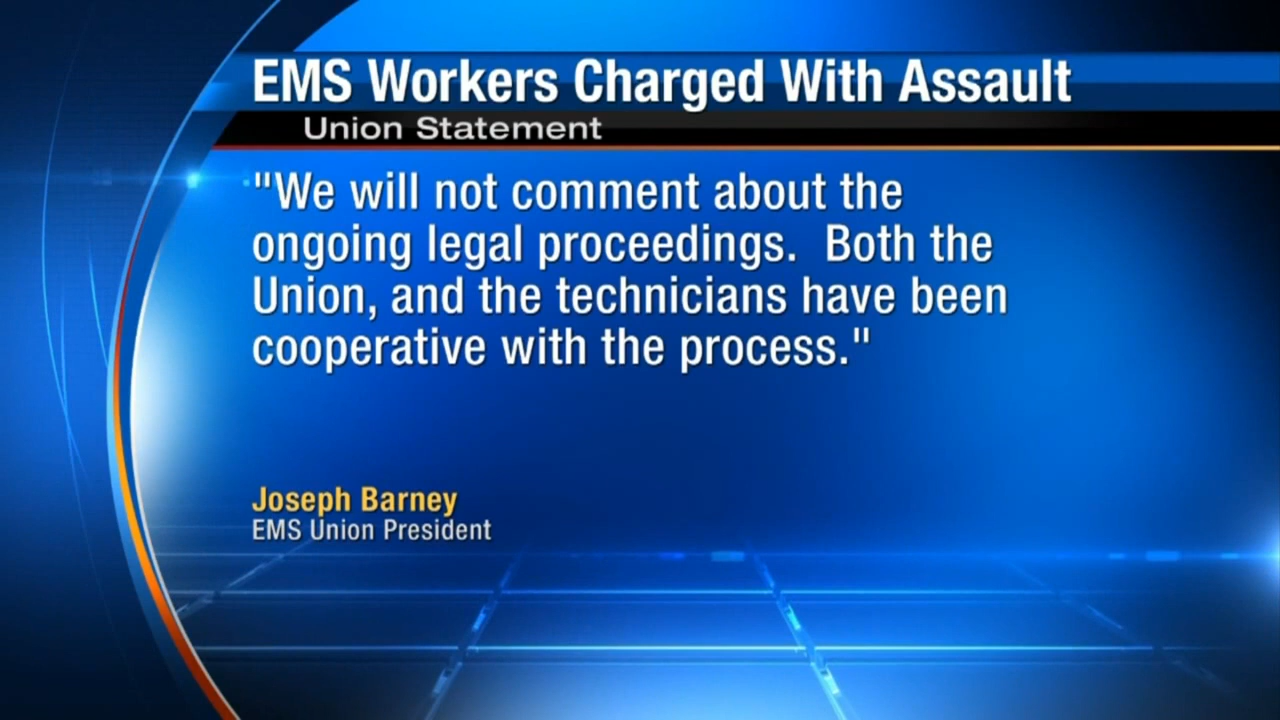 EMS Workers Charged With Assault
Union Statement
"We will not comment about the
ongoing legal proceedings.  Both the
Union, and the technicians have been
cooperative with the process."
Joseph Barney
EMS Union President